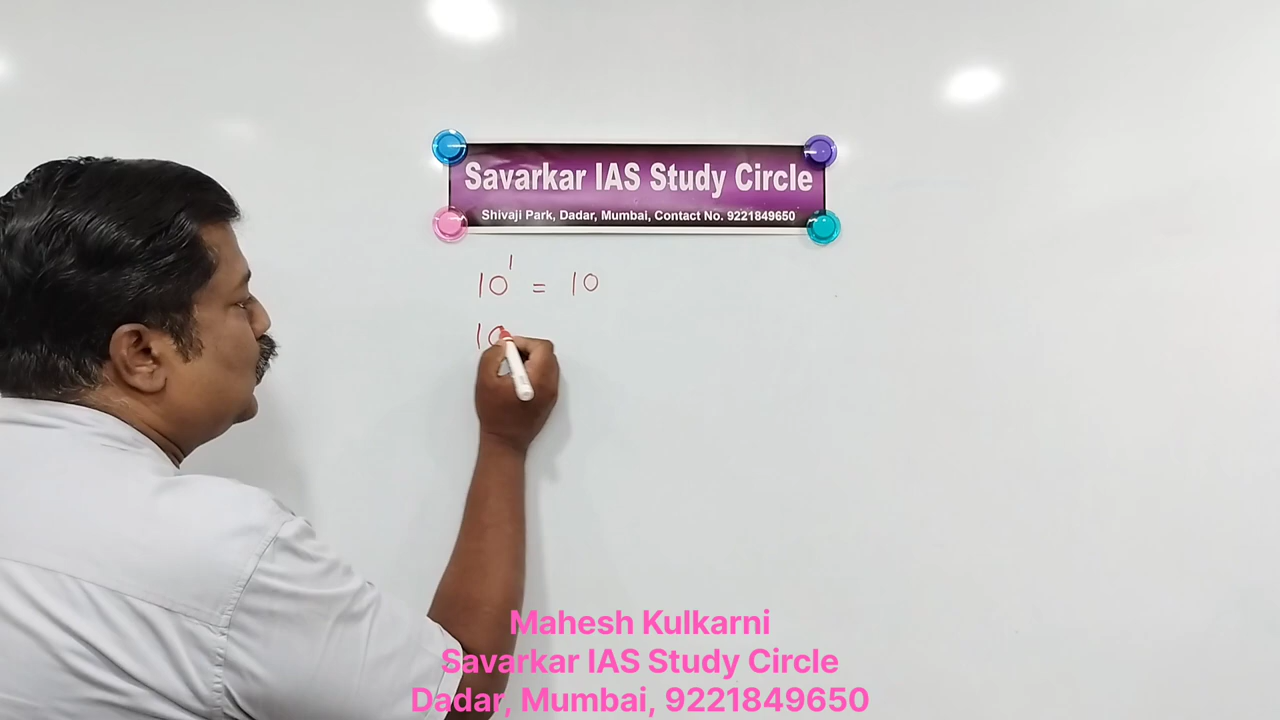 Savarkar IAS Study Circle
Shivaji Park, Dadar, Mumbai, Contact No. 9221849650
10¹ = 10
10
Mahesh Kulkarni
Savarkar IAS Study Circle
Dadar, Mumbai, 9221849650